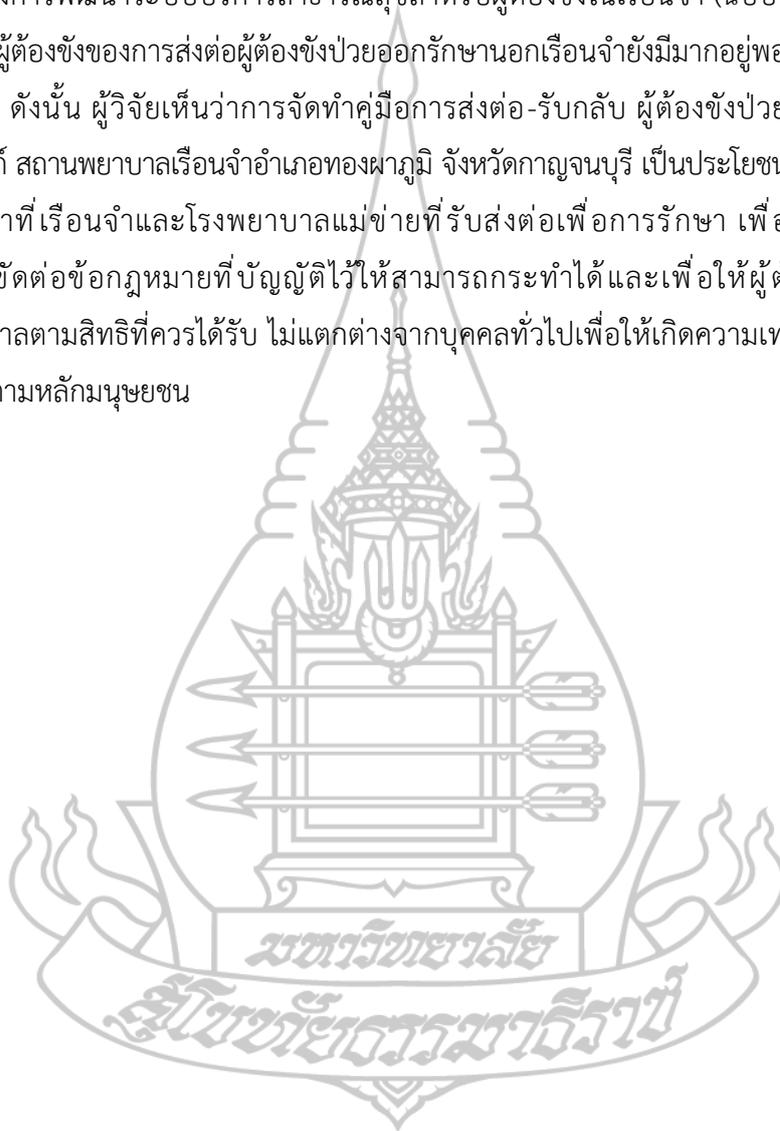 ผู้ต้องขังของการส่งต่อผู้ต้องขังป่วยออกรักษานอกเรือนจำยังมีมากอยู่พอ
ดังนั้น ผู้วิจัยเห็นว่าการจัดทำคู่มือการส่งต่อ-รับกลับ ผู้ต้องขังป่วย
สถานพยาบาลเรือนจำอำเภอทองผาภูมิ จังหวัดกาญจนบุรี เป็นประโยชน์
าที่เรือนจำและโรงพยาบาลแม่ข่ายที่รับส่งต่อเพื่อการรักษา เพื่อ
ขัดต่อข้อกฎหมายที่บัญญัติไว้ให้สามารถกระทำได้และเพื่อให้ผู้ต้
าลตามสิทธิที่ควรได้รับ ไม่แตกต่างจากบุคคลทั่วไปเพื่อให้เกิดความเท
ามหลักมนุษยชน
มหาวิทยาลัย
สุโขทัยธรรมาธิราช